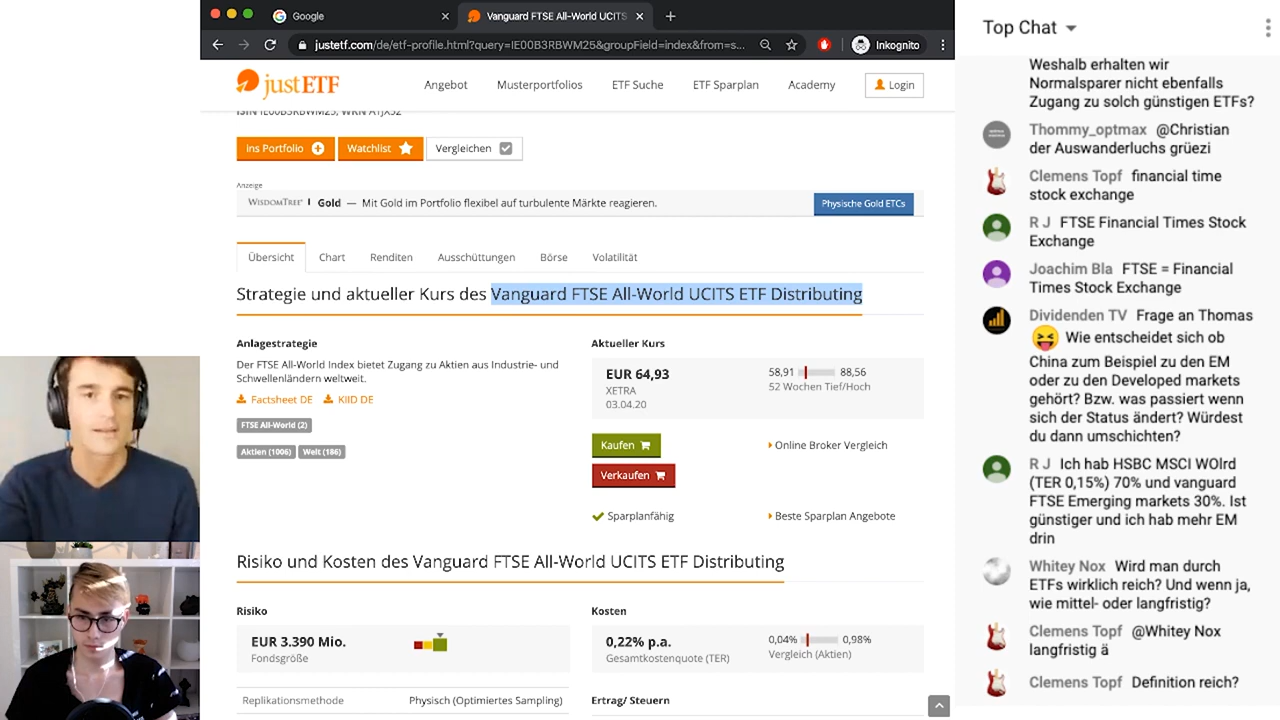 Google
Vanguard FTSE All-World UCITS
justetf.com/de/etf-profile.html?query=IE00B3RBWM25&groupField=index&from=s...
Inkognito
justETF
Angebot
Musterportfolios
ETF Suche
ETF Sparplan
Academy
Login
ISIN IE00B3RBWM25, WKN A1JX52
Ins Portfolio
Watchlist
Vergleichen
Anzeige
WISDOMTREE
Gold — Mit Gold im Portfolio flexibel auf turbulente Märkte reagieren.
Physische Gold ETCs
Übersicht
Chart
Renditen
Ausschüttungen
Börse
Volatilität
Strategie und aktueller Kurs des Vanguard FTSE All-World UCITS ETF Distributing
Anlagestrategie
Der FTSE All-World Index bietet Zugang zu Aktien aus Industrie- und
Schwellenländern weltweit.
Factsheet DE
KIID DE
FTSE All-World (2)
Aktien (1006)
Welt (186)
Aktueller Kurs
EUR 64,93
XETRA
03.04.20
58,91
88,56
52 Wochen Tief/Hoch
Kaufen
Online Broker Vergleich
Verkaufen
Sparplanfähig
Beste Sparplan Angebote
Risiko und Kosten des Vanguard FTSE All-World UCITS ETF Distributing
Risiko
EUR 3.390 Mio.
Fondsgröße
Replikationsmethode
Physisch (Optimiertes Sampling)
Kosten
0,22% p.a.
Gesamtkostenquote (TER)
0,04%
0,98%
Vergleich (Aktien)
Ertrag/ Steuern
Top Chat
Weshalb erhalten wir
Normalsparer nicht ebenfalls
Zugang zu solch günstigen ETFs?
Thommy_optmax @Christian
der Auswanderluchs grüezi
Clemens Topf financial time
stock exchange
R J FTSE Financial Times Stock
Exchange
Joachim Bla FTSE = Financial
Times Stock Exchange
Dividenden TV Frage an Thomas
Wie entscheidet sich ob
China zum Beispiel zu den EM
oder zu den Developed markets
gehört? Bzw. was passiert wenn
sich der Status ändert? Würdest
du dann umschichten?
R J Ich hab HSBC MSCI WOlrd
(TER 0,15%) 70% und vanguard
FTSE Emerging markets 30%. Ist
günstiger und ich hab mehr EM
drin
Whitey Nox Wird man durch
ETFs wirklich reich? Und wenn ja,
wie mittel- oder langfristig?
Clemens Topf @Whitey Nox
langfristig ä
Clemens Topf Definition reich?